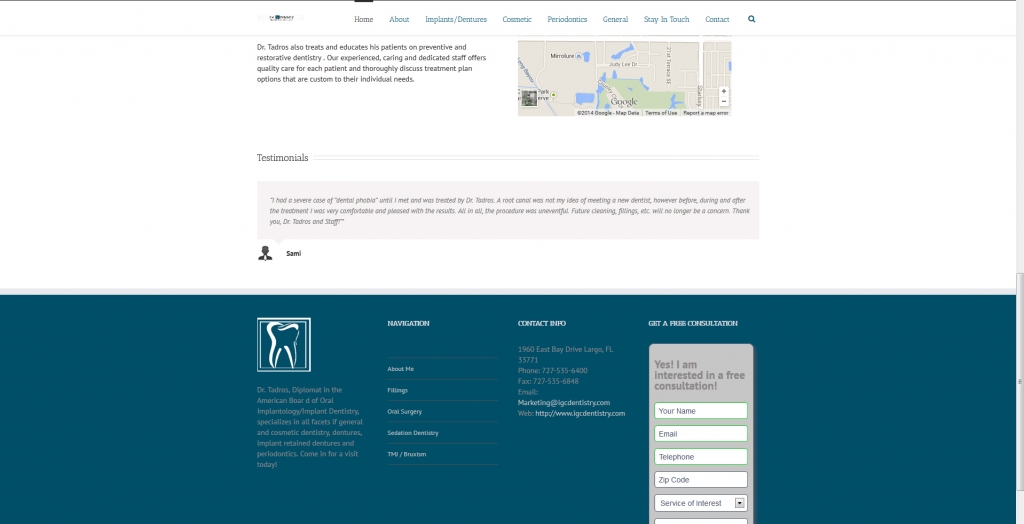 Home About Implants/Dentures Cosmetic Periodontics General Stay In Touch Contact
Dr. Tadros also treats and educates his patients on preventive and
restorative dentistry . Our experienced, caring and dedicated staff offers
quality care for each patient and thoroughly discuss treatment plan
options that are custom to their individual needs.
Mirrolure
Judy Lee Dr
21st Terrace SE
Starkey
Park
Google
+
−
©2014 Google - Map Data Terms of Use Report a map error
Testimonials
"I had a severe case of "dental phobia" until I met and was treated by Dr. Tadros. A root canal was not my idea of meeting a new dentist, however before, during and after
the treatment I was very comfortable and pleased with the results. All in all, the procedure was uneventful. Future cleaning, fillings, etc. will no longer be a concern. Thank
you, Dr. Tadros and Staff!""
Sami
Dr. Tadros, Diplomat in the
American Boar d of Oral
Implantology/Implant Dentistry,
specializes in all facets if general
and cosmetic dentistry, dentures,
implant retained dentures and
periodontics. Come in for a visit
today!
NAVIGATION
About Me
Fillings
Oral Surgery
Sedation Dentistry
TMJ / Bruxism
CONTACT INFO
1960 East Bay Drive Largo, FL
33771
Phone: 727-535-6400
Fax: 727-535-6848
Email:
Marketing@igcdentistry.com
Web: http://www.igcdentistry.com
GET A FREE CONSULTATION
Yes! I am
interested in a free
consultation!
Your Name
Email
Telephone
Zip Code
Service of Interest